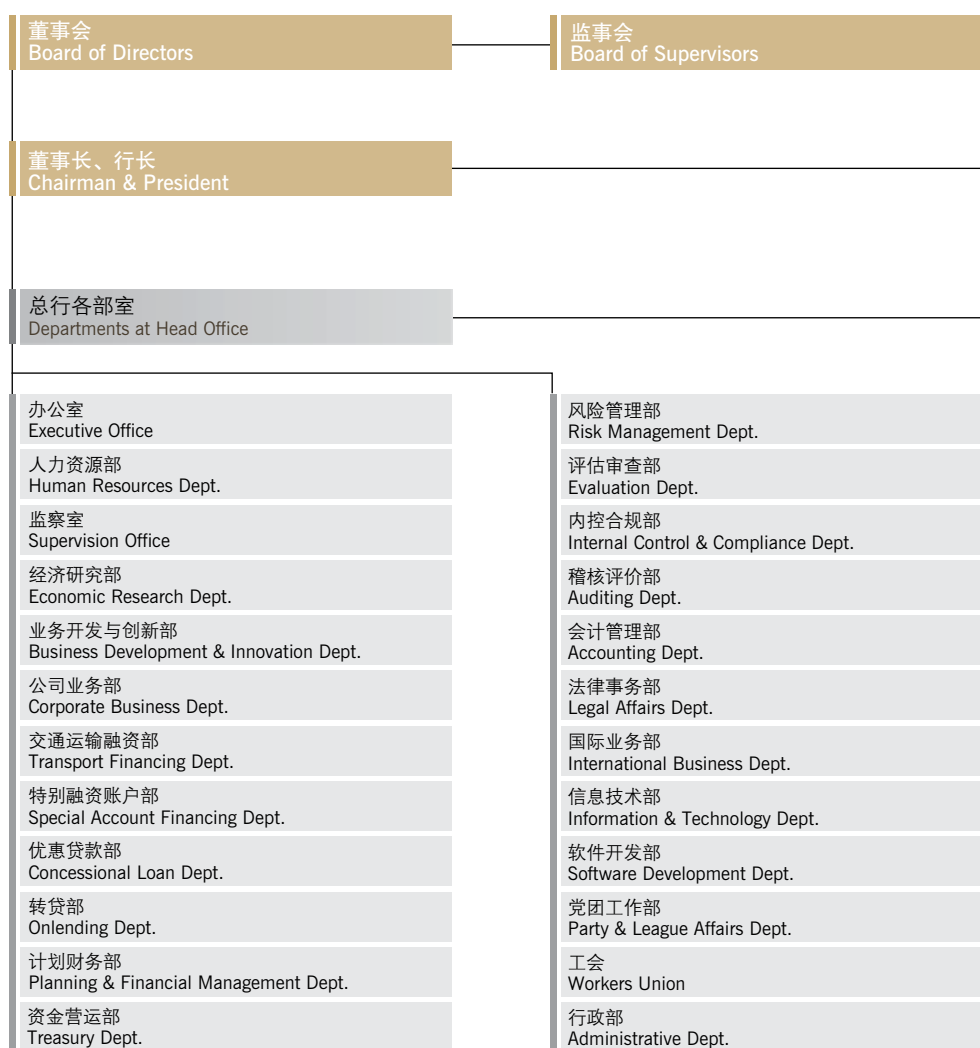 董事会
Board of Directors
监事会
Board of Supervisors
董事长、行长
Chairman & President
总行各部室
Departments at Head Office
办公室
Executive Office
人力资源部
Human Resources Dept.
监察室
Supervision Office
经济研究部
Economic Research Dept.
业务开发与创新部
Business Development & Innovation Dept.
公司业务部
Corporate Business Dept.
交通运输融资部
Transport Financing Dept.
特别融资账户部
Special Account Financing Dept.
优惠贷款部
Concessional Loan Dept.
转贷部
Onlending Dept.
计划财务部
Planning & Financial Management Dept.
资金营运部
Treasury Dept.
风险管理部
Risk Management Dept.
评估审查部
Evaluation Dept.
内控合规部
Internal Control & Compliance Dept.
稽核评价部
Auditing Dept.
会计管理部
Accounting Dept.
法律事务部
Legal Affairs Dept.
国际业务部
International Business Dept.
信息技术部
Information & Technology Dept.
软件开发部
Software Development Dept.
党团工作部
Party & League Affairs Dept.
工会
Workers Union
行政部
Administrative Dept.